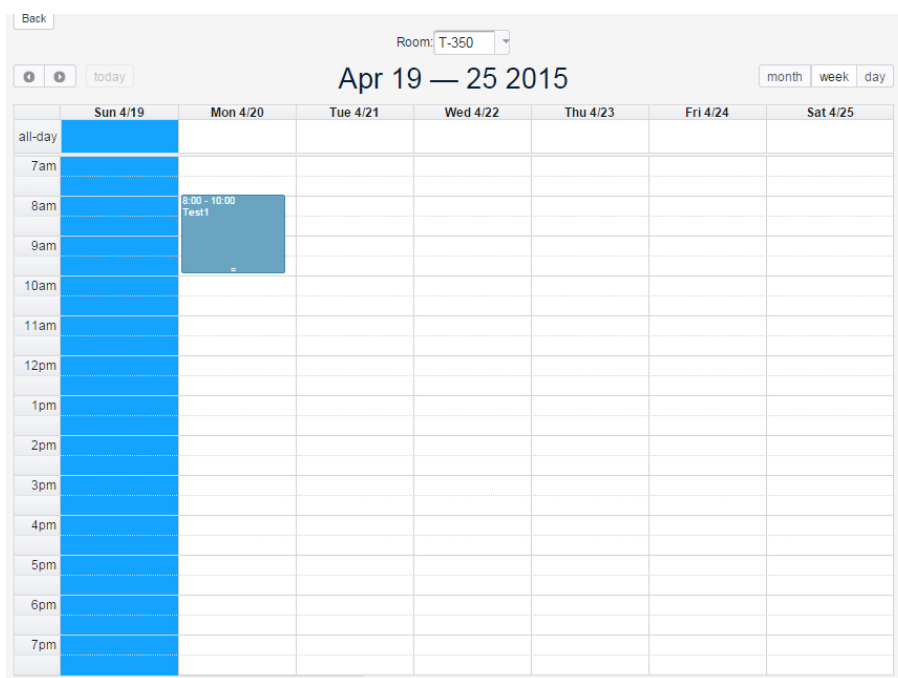 Back
Room: T-350
today
Apr 19 — 25 2015
month week day
Sun 4/19 Mon 4/20 Tue 4/21 Wed 4/22 Thu 4/23 Fri 4/24 Sat 4/25
all-day
7am
8am
8:00 - 10:00
Test1
9am
=
10am
11am
12pm
1pm
2pm
3pm
4pm
5pm
6pm
7pm